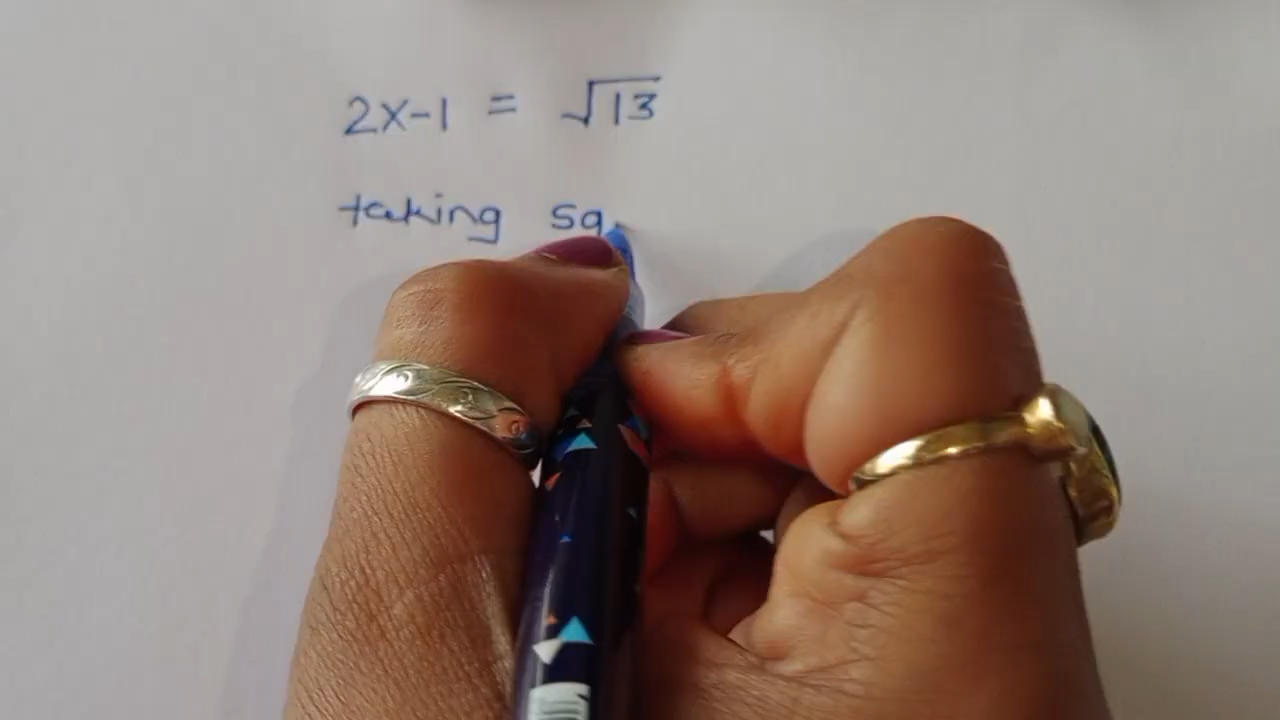 2x-1 = √13
taking sq